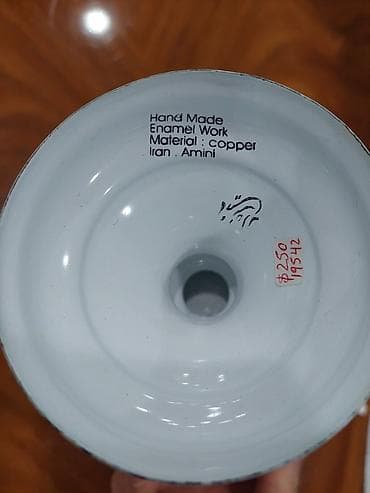 Hand Made
Enamel Work
Material : copper
Iran . Amini
$250
19542